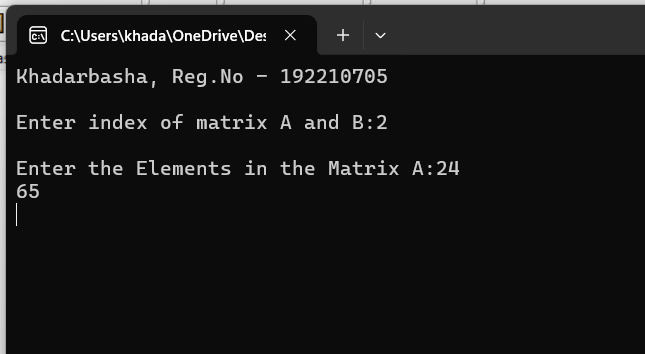 C:\Users\khada\OneDrive\Des
Khadarbasha, Reg.No - 192210705
Enter index of matrix A and B:2
Enter the Elements in the Matrix A:24
65